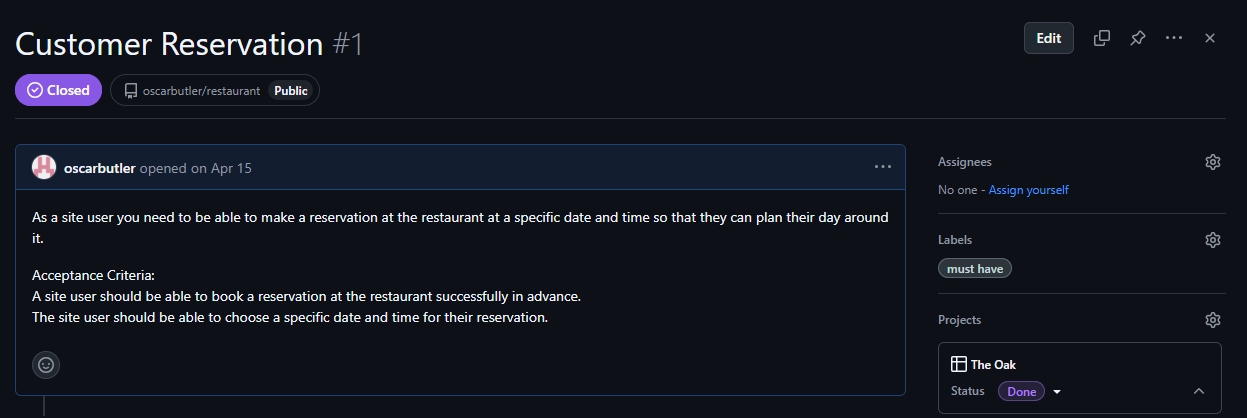 Customer Reservation #1
Edit
Closed
oscarbutler/restaurant Public
oscarbutler opened on Apr 15
As a site user you need to be able to make a reservation at the restaurant at a specific date and time so that they can plan their day around
it.
Acceptance Criteria:
A site user should be able to book a reservation at the restaurant successfully in advance.
The site user should be able to choose a specific date and time for their reservation.
Assignees
No one - Assign yourself
Labels
must have
Projects
The Oak
Status Done